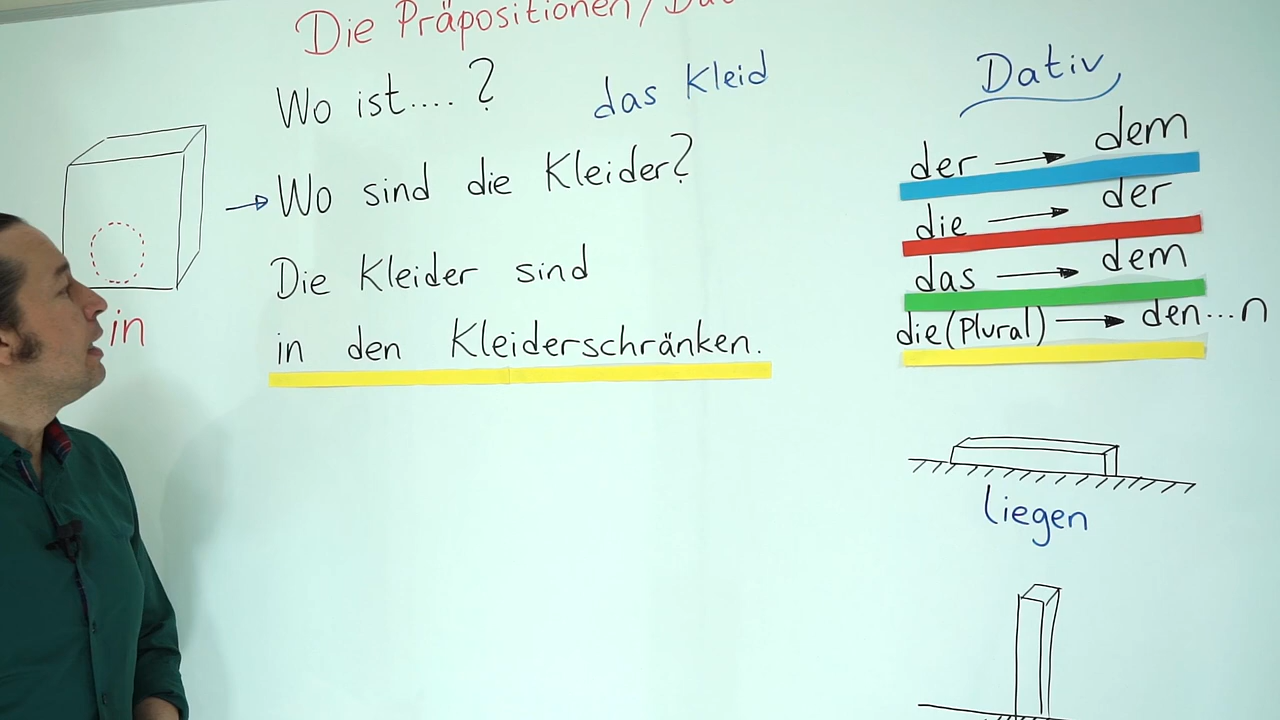 Die Präpositionen/
Wo ist.... ?
das Kleid
Wo sind die Kleider?
Die Kleider sind
in den Kleiderschränken.
in
Dativ
der → dem
die → der
das → dem
die (Plural) → den...n
liegen